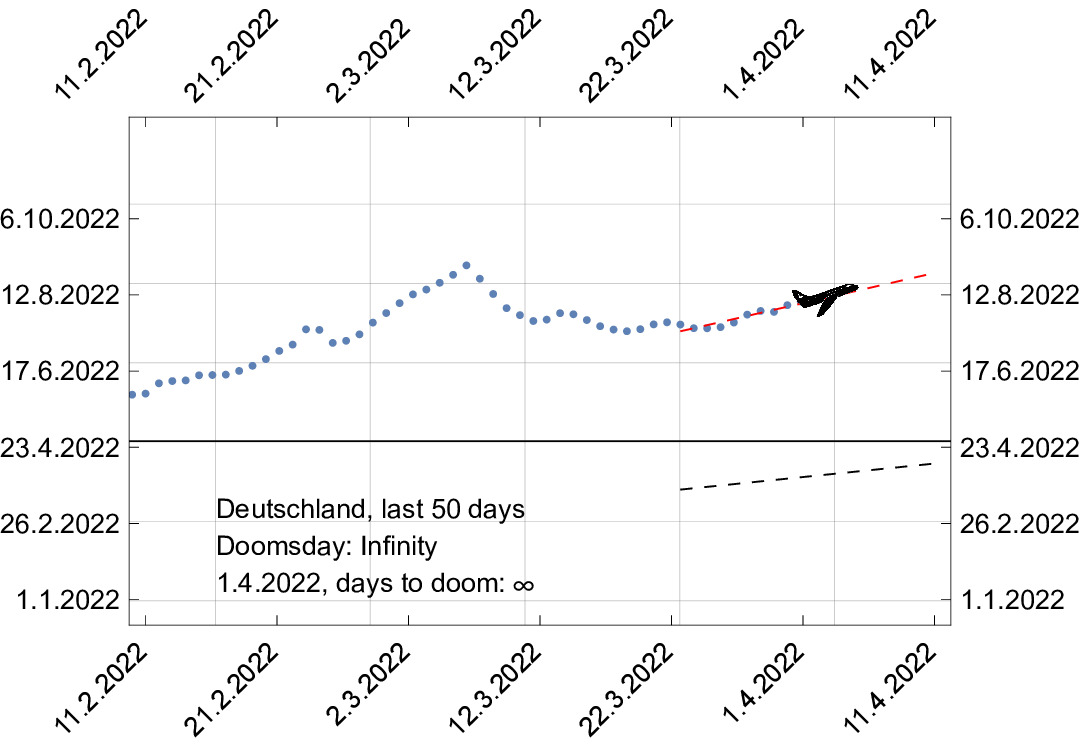 11.2.2022 21.2.2022 2.3.2022 12.3.2022 22.3.2022 1.4.2022 11.4.2022
6.10.2022 6.10.2022
12.8.2022 12.8.2022
17.6.2022 17.6.2022
23.4.2022 23.4.2022
Deutschland, last 50 days
26.2.2022 26.2.2022
Doomsday: Infinity
1.4.2022, days to doom: ∞
1.1.2022 1.1.2022
11.2.2022 21.2.2022 2.3.2022 12.3.2022 22.3.2022 1.4.2022 11.4.2022